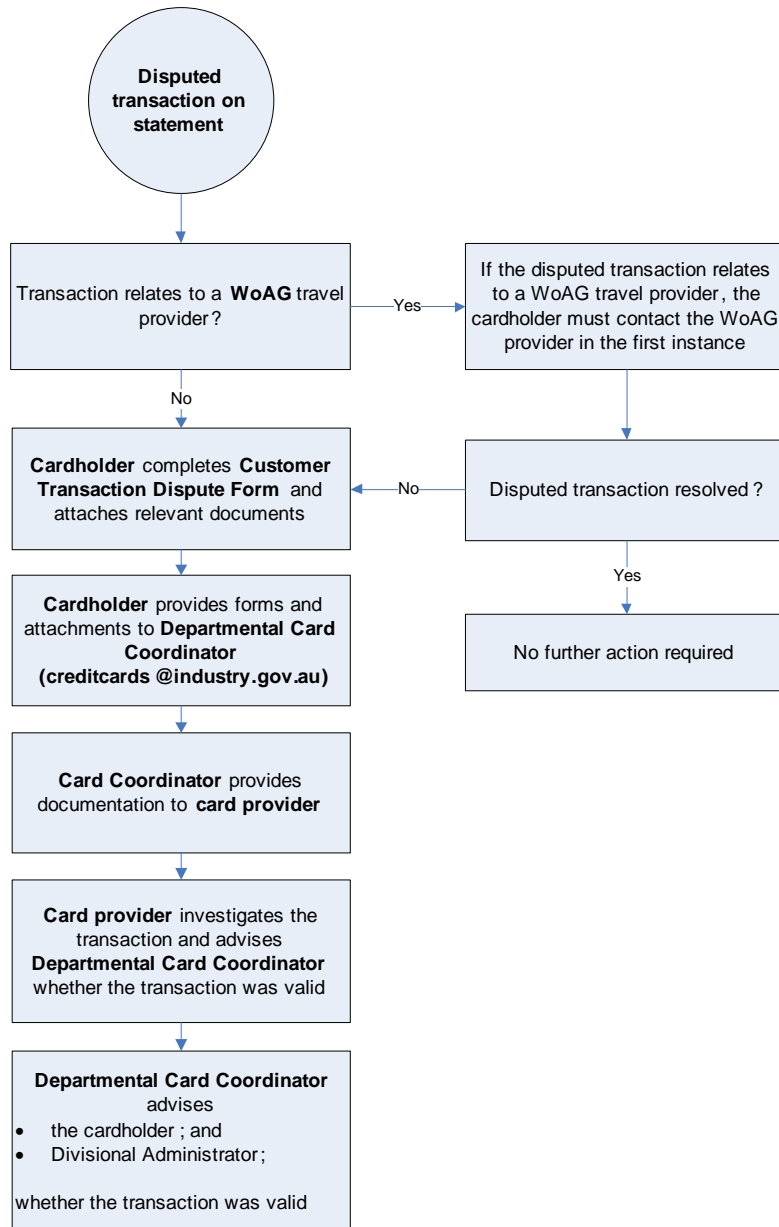 Disputed
transaction on
statement
Transaction relates to a WoAG travel
provider?
Yes
If the disputed transaction relates
to a WoAG travel provider, the
cardholder must contact the WoAG
provider in the first instance
No
Cardholder completes Customer
Transaction Dispute Form and
attaches relevant documents
No
Disputed transaction resolved?
Yes
No further action required
Cardholder provides forms and
attachments to Departmental Card
Coordinator
(creditcards @industry.gov.au)
Card Coordinator provides
documentation to card provider
Card provider investigates the
transaction and advises
Departmental Card Coordinator
whether the transaction was valid
Departmental Card Coordinator
advises
• the cardholder ; and
• Divisional Administrator;
whether the transaction was valid